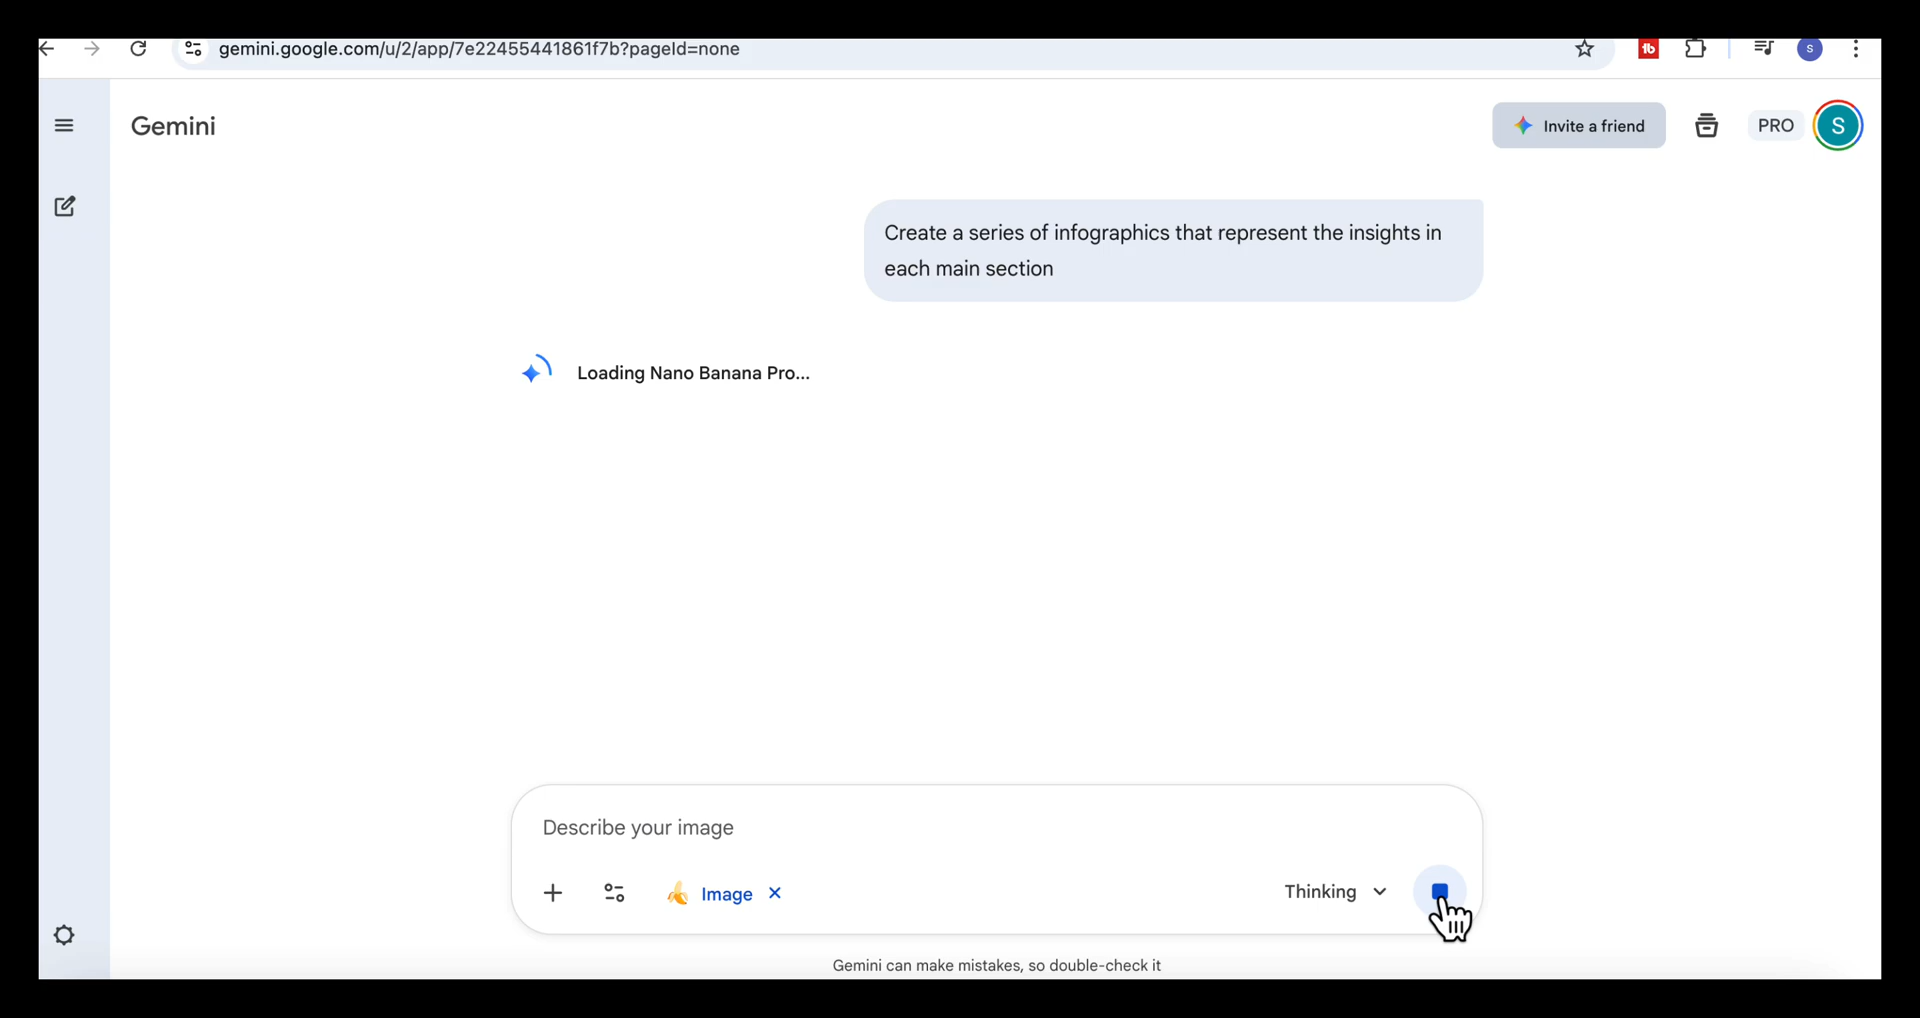 gemini.google.com/u/2/app/7e22455441861f7b?pageId=none
S
Gemini
Invite a friend
PRO
S
Create a series of infographics that represent the insights in
each main section
Loading Nano Banana Pro...
Describe your image
Image
Thinking
Gemini can make mistakes, so double-check it